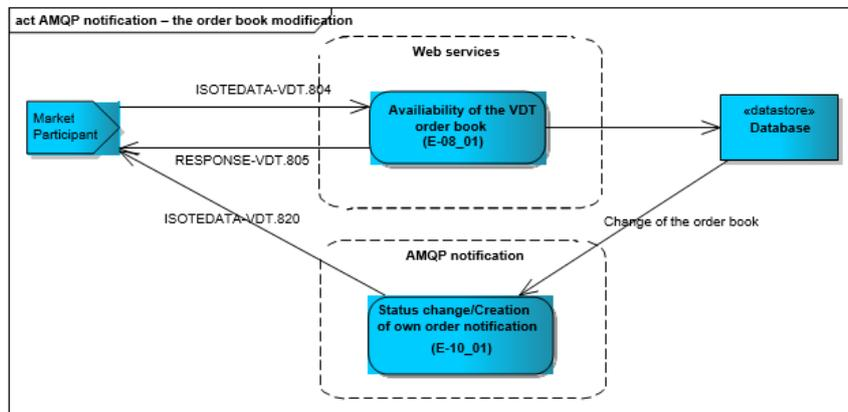 act AMQP notification – the order book modification
Web services
ISOTEDATA-VDT.804
Market
Participant
Availiability of the VDT
order book
(E-08_01)
«datastore»
Database
RESPONSE-VDT.805
ISOTEDATA-VDT.820
Change of the order book
AMQP notification
Status change/Creation
of own order notification
(E-10_01)